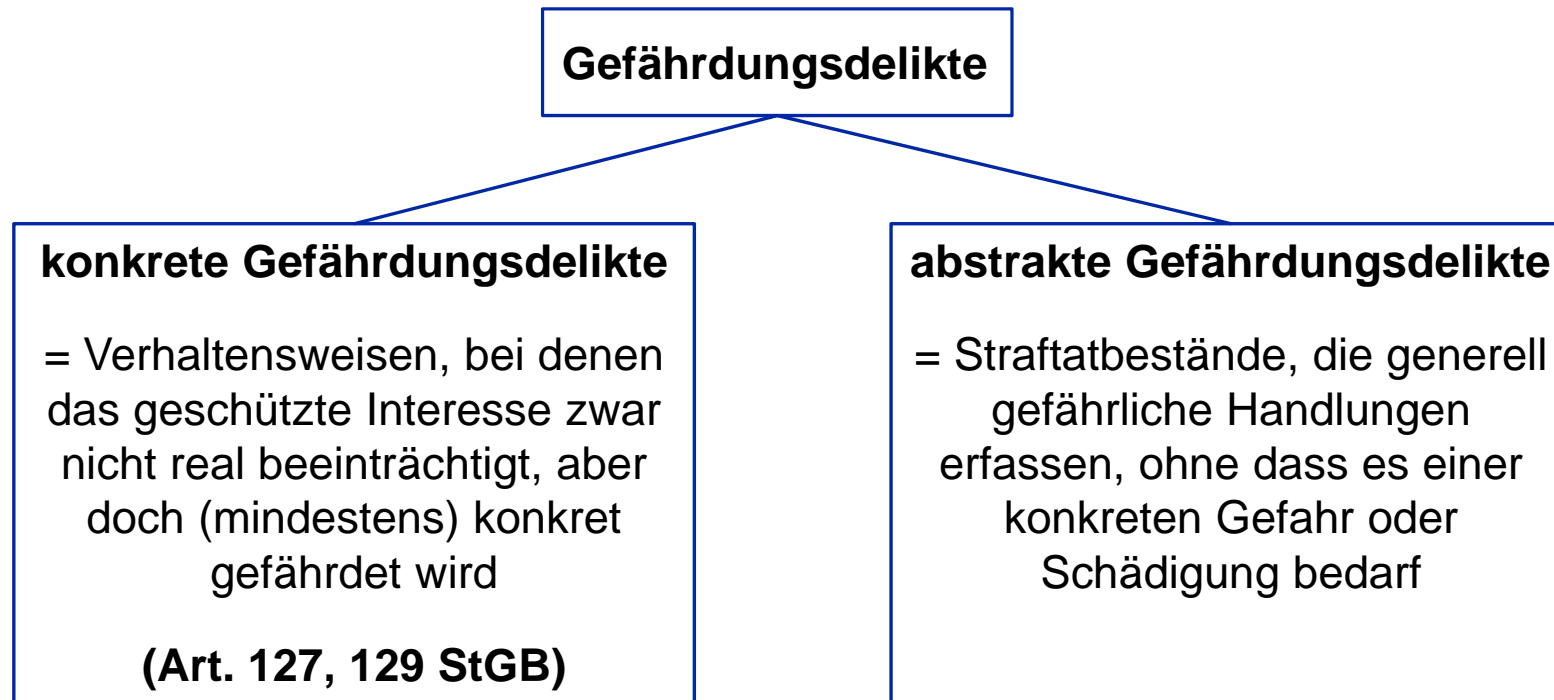 Gefährdungsdelikte
konkrete Gefährdungsdelikte
= Verhaltensweisen, bei denen
das geschützte Interesse zwar
nicht real beeinträchtigt, aber
doch (mindestens) konkret
gefährdet wird
(Art. 127, 129 StGB)
abstrakte Gefährdungsdelikte
= Straftatbestände, die generell
gefährliche Handlungen
erfassen, ohne dass es einer
konkreten Gefahr oder
Schädigung bedarf